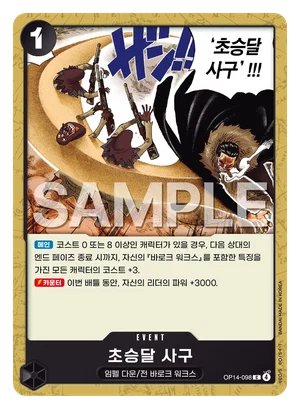 1
'초승달
사구' !!!
SAMPLE
메인 코스트 0 또는 8 이상인 캐릭터가 있을 경우, 다음 상대의
엔드 페이즈 종료 시까지, 자신의 『바로크 워크스』를 포함한 특징을
가진 모든 캐릭터의 코스트 +3.
카운터 이번 배틀 동안, 자신의 리더의 파워 +3000.
EVENT
초승달 사구
임펠 다운/전 바로크 워크스
OP14-098 C